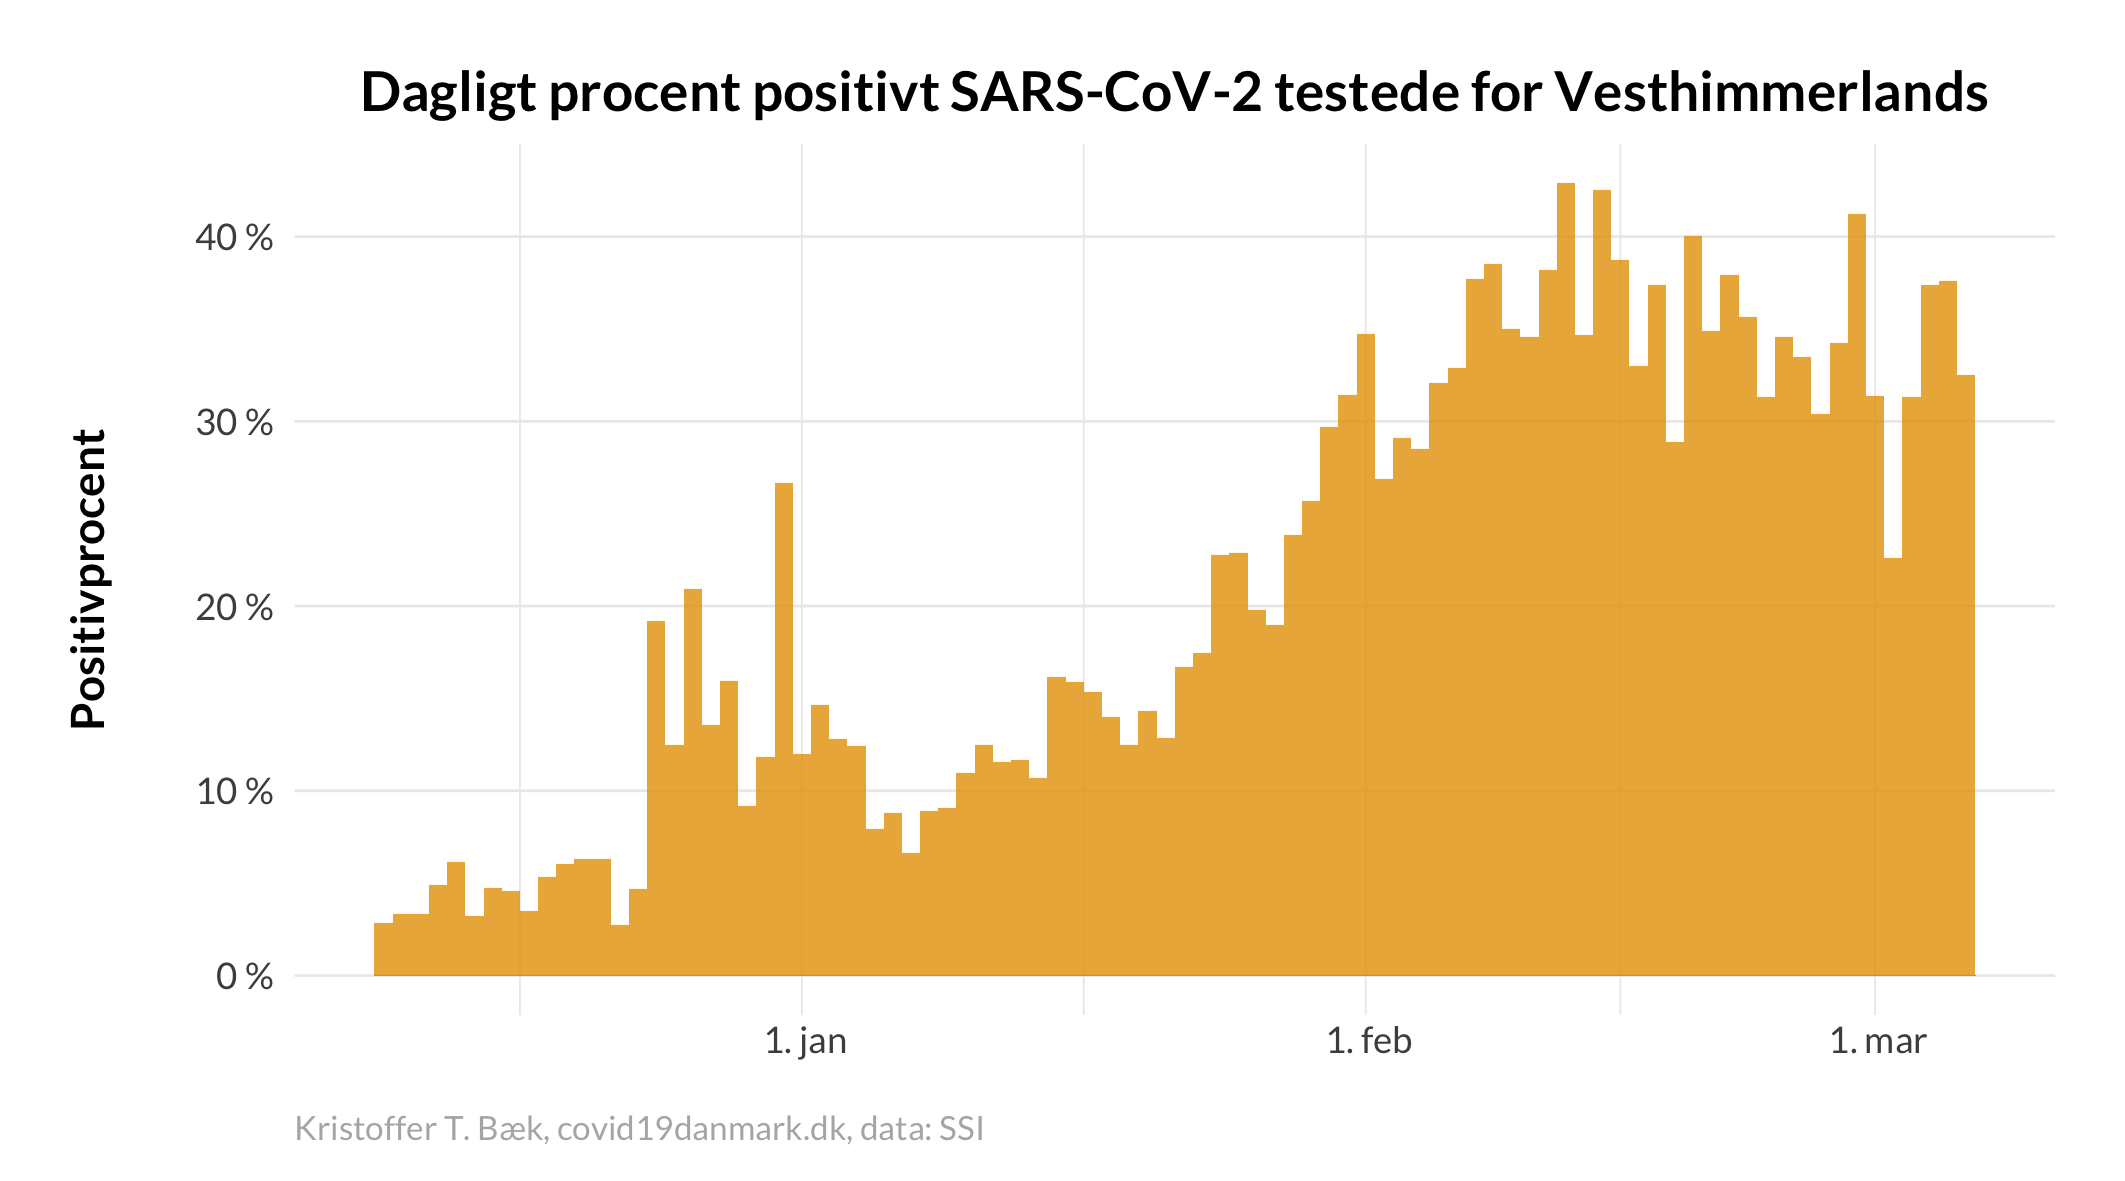 Dagligt procent positivt SARS-CoV-2 testede for Vesthimmerlands
Positivprocent
40 %
30 %
20 %
10 %
0 %
1. jan
1. feb
1. mar
Kristoffer T. Bæk, covid19danmark.dk, data: SSI